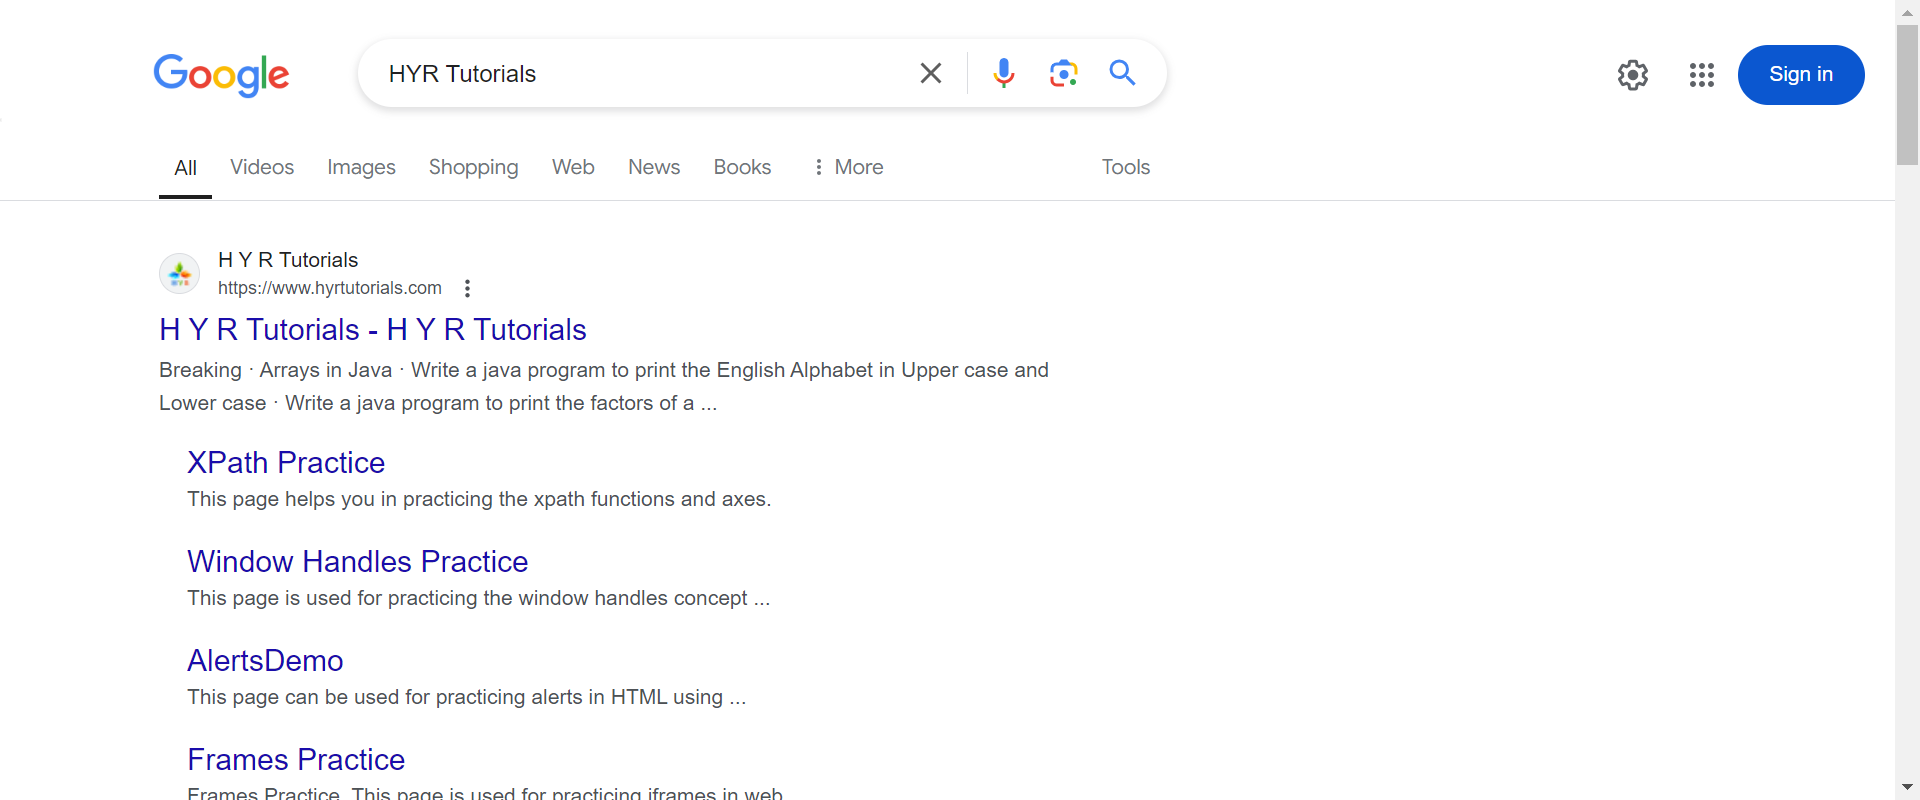 Google
HYR Tutorials
Sign in
All Videos Images Shopping Web News Books More Tools
H Y R Tutorials
https://www.hyrtutorials.com
H Y R Tutorials - H Y R Tutorials
Breaking · Arrays in Java · Write a java program to print the English Alphabet in Upper case and
Lower case · Write a java program to print the factors of a ...
XPath Practice
This page helps you in practicing the xpath functions and axes.
Window Handles Practice
This page is used for practicing the window handles concept ...
AlertsDemo
This page can be used for practicing alerts in HTML using ...
Frames Practice
Frames Practice. This page is used for practicing iframes in web